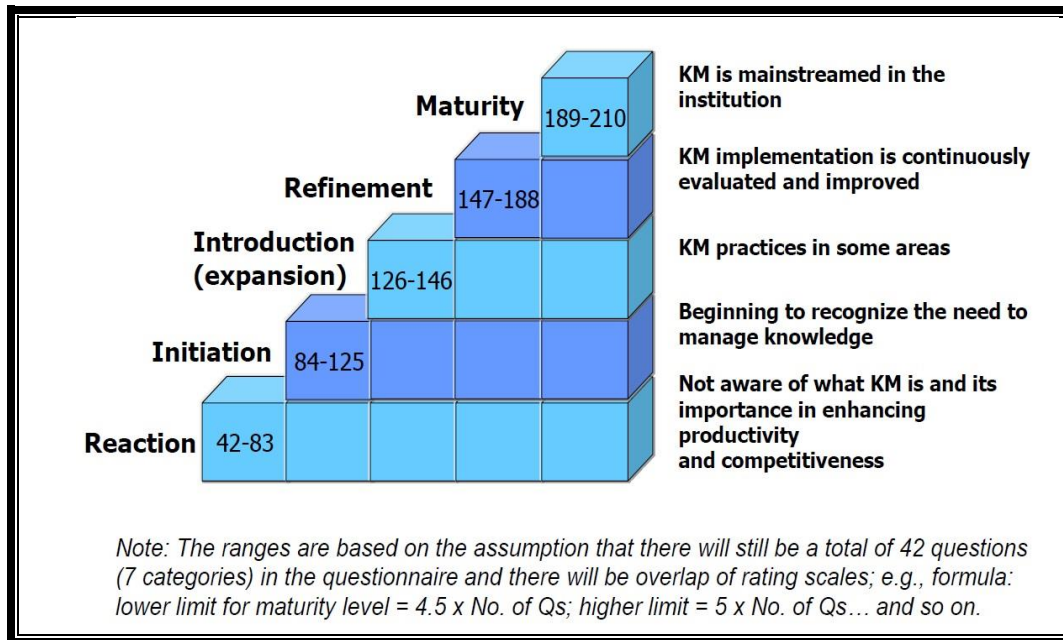 Maturity
189-210
KM is mainstreamed in the
institution
Refinement
147-188
KM implementation is continuously
evaluated and improved
Introduction
(expansion)
126-146
KM practices in some areas
Initiation
84-125
Beginning to recognize the need to
manage knowledge
Reaction
42-83
Not aware of what KM is and its
importance in enhancing
productivity
and competitiveness
Note: The ranges are based on the assumption that there will still be a total of 42 questions
(7 categories) in the questionnaire and there will be overlap of rating scales; e.g., formula:
lower limit for maturity level = 4.5 x No. of Qs; higher limit = 5 x No. of Qs… and so on.